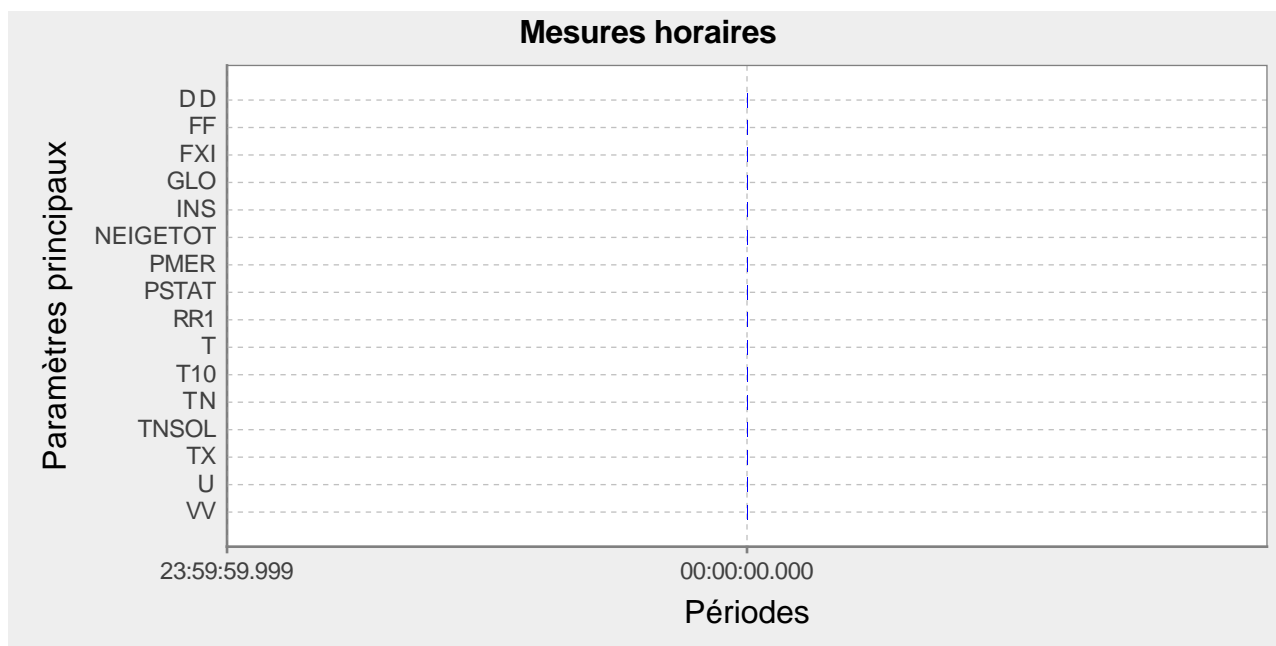 Mesures horaires
Paramètres principaux
DD
FF
FXI
GLO
INS
NEIGETOT
PMER
PSTAT
RR1
T
T10
TN
TNSOL
TX
U
VV
23:59:59.999 00:00:00.000
Périodes